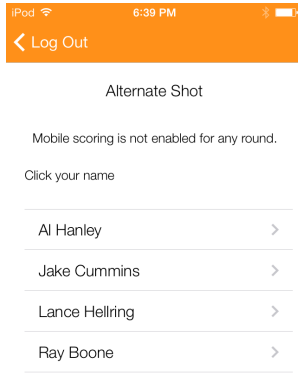 iPod 6:39 PM
Log Out
Alternate Shot
Mobile scoring is not enabled for any round.
Click your name
Al Hanley
Jake Cummins
Lance Hellring
Ray Boone